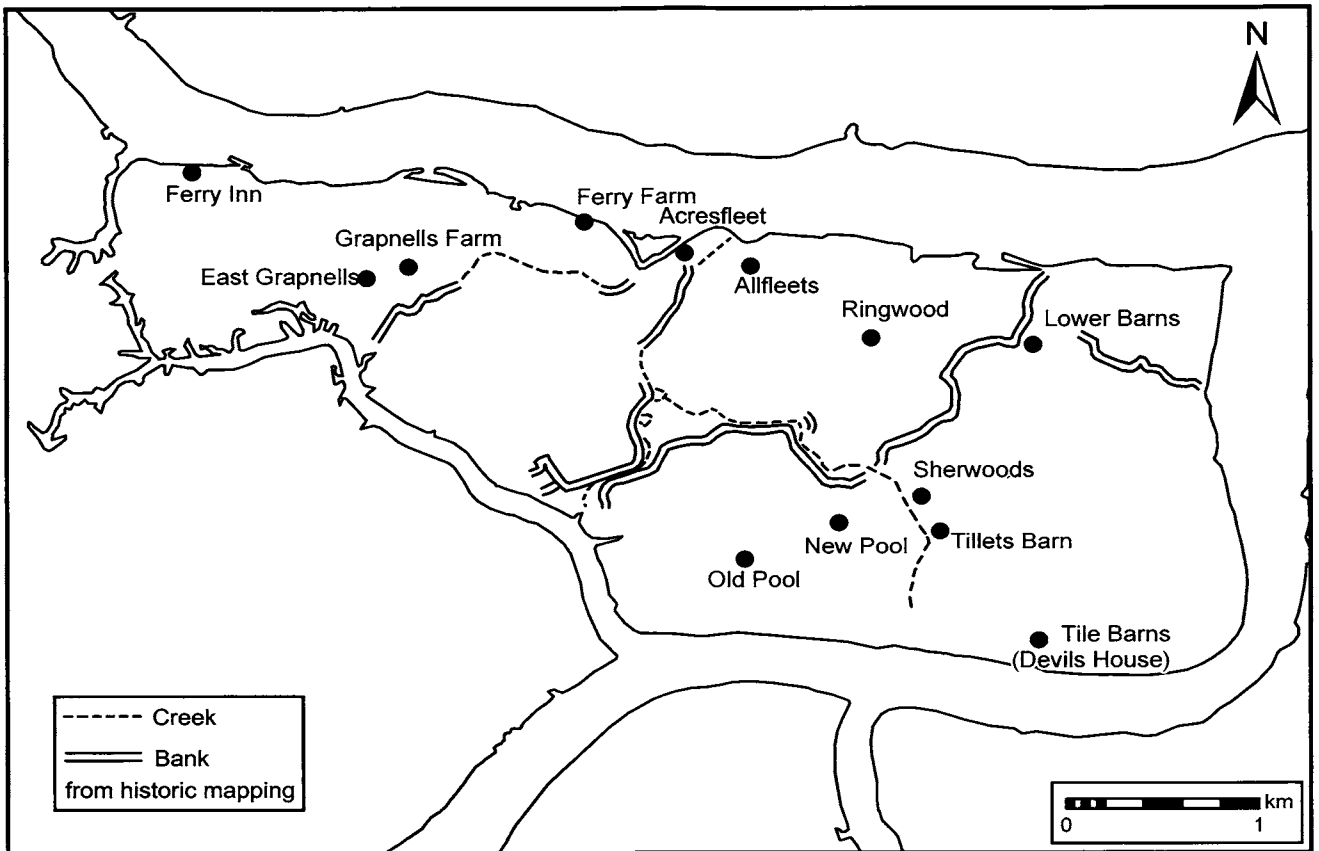 N
Ferry Inn
Ferry Farm
Acresfleet
Grapnells Farm
East Grapnells
Allfleets
Ringwood
Lower Barns
Sherwoods
New Pool
Tillets Barn
Old Pool
Tile Barns
(Devils House)
Creek
Bank
from historic mapping
km
0 1